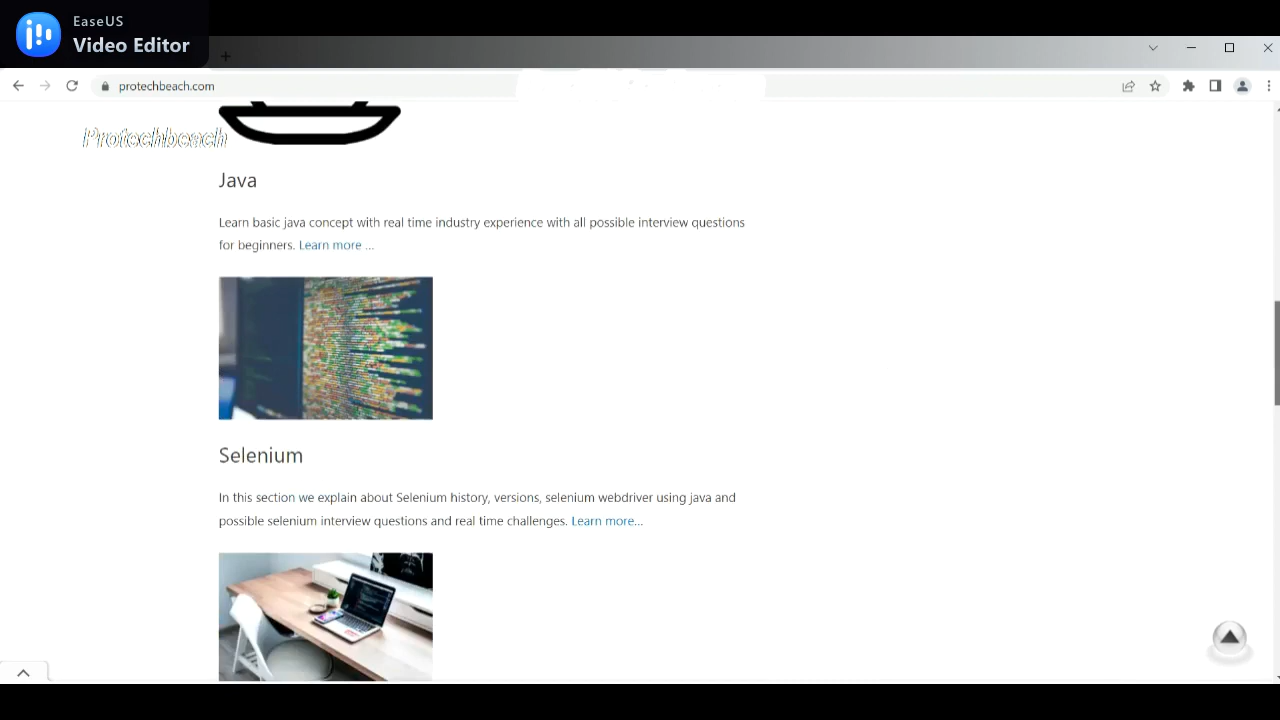 EaseUS
Video Editor
protechbeach.com
Protechbeach
Java
Learn basic java concept with real time industry experience with all possible interview questions
for beginners. Learn more ...
Selenium
In this section we explain about Selenium history, versions, selenium webdriver using java and
possible selenium interview questions and real time challenges. Learn more...